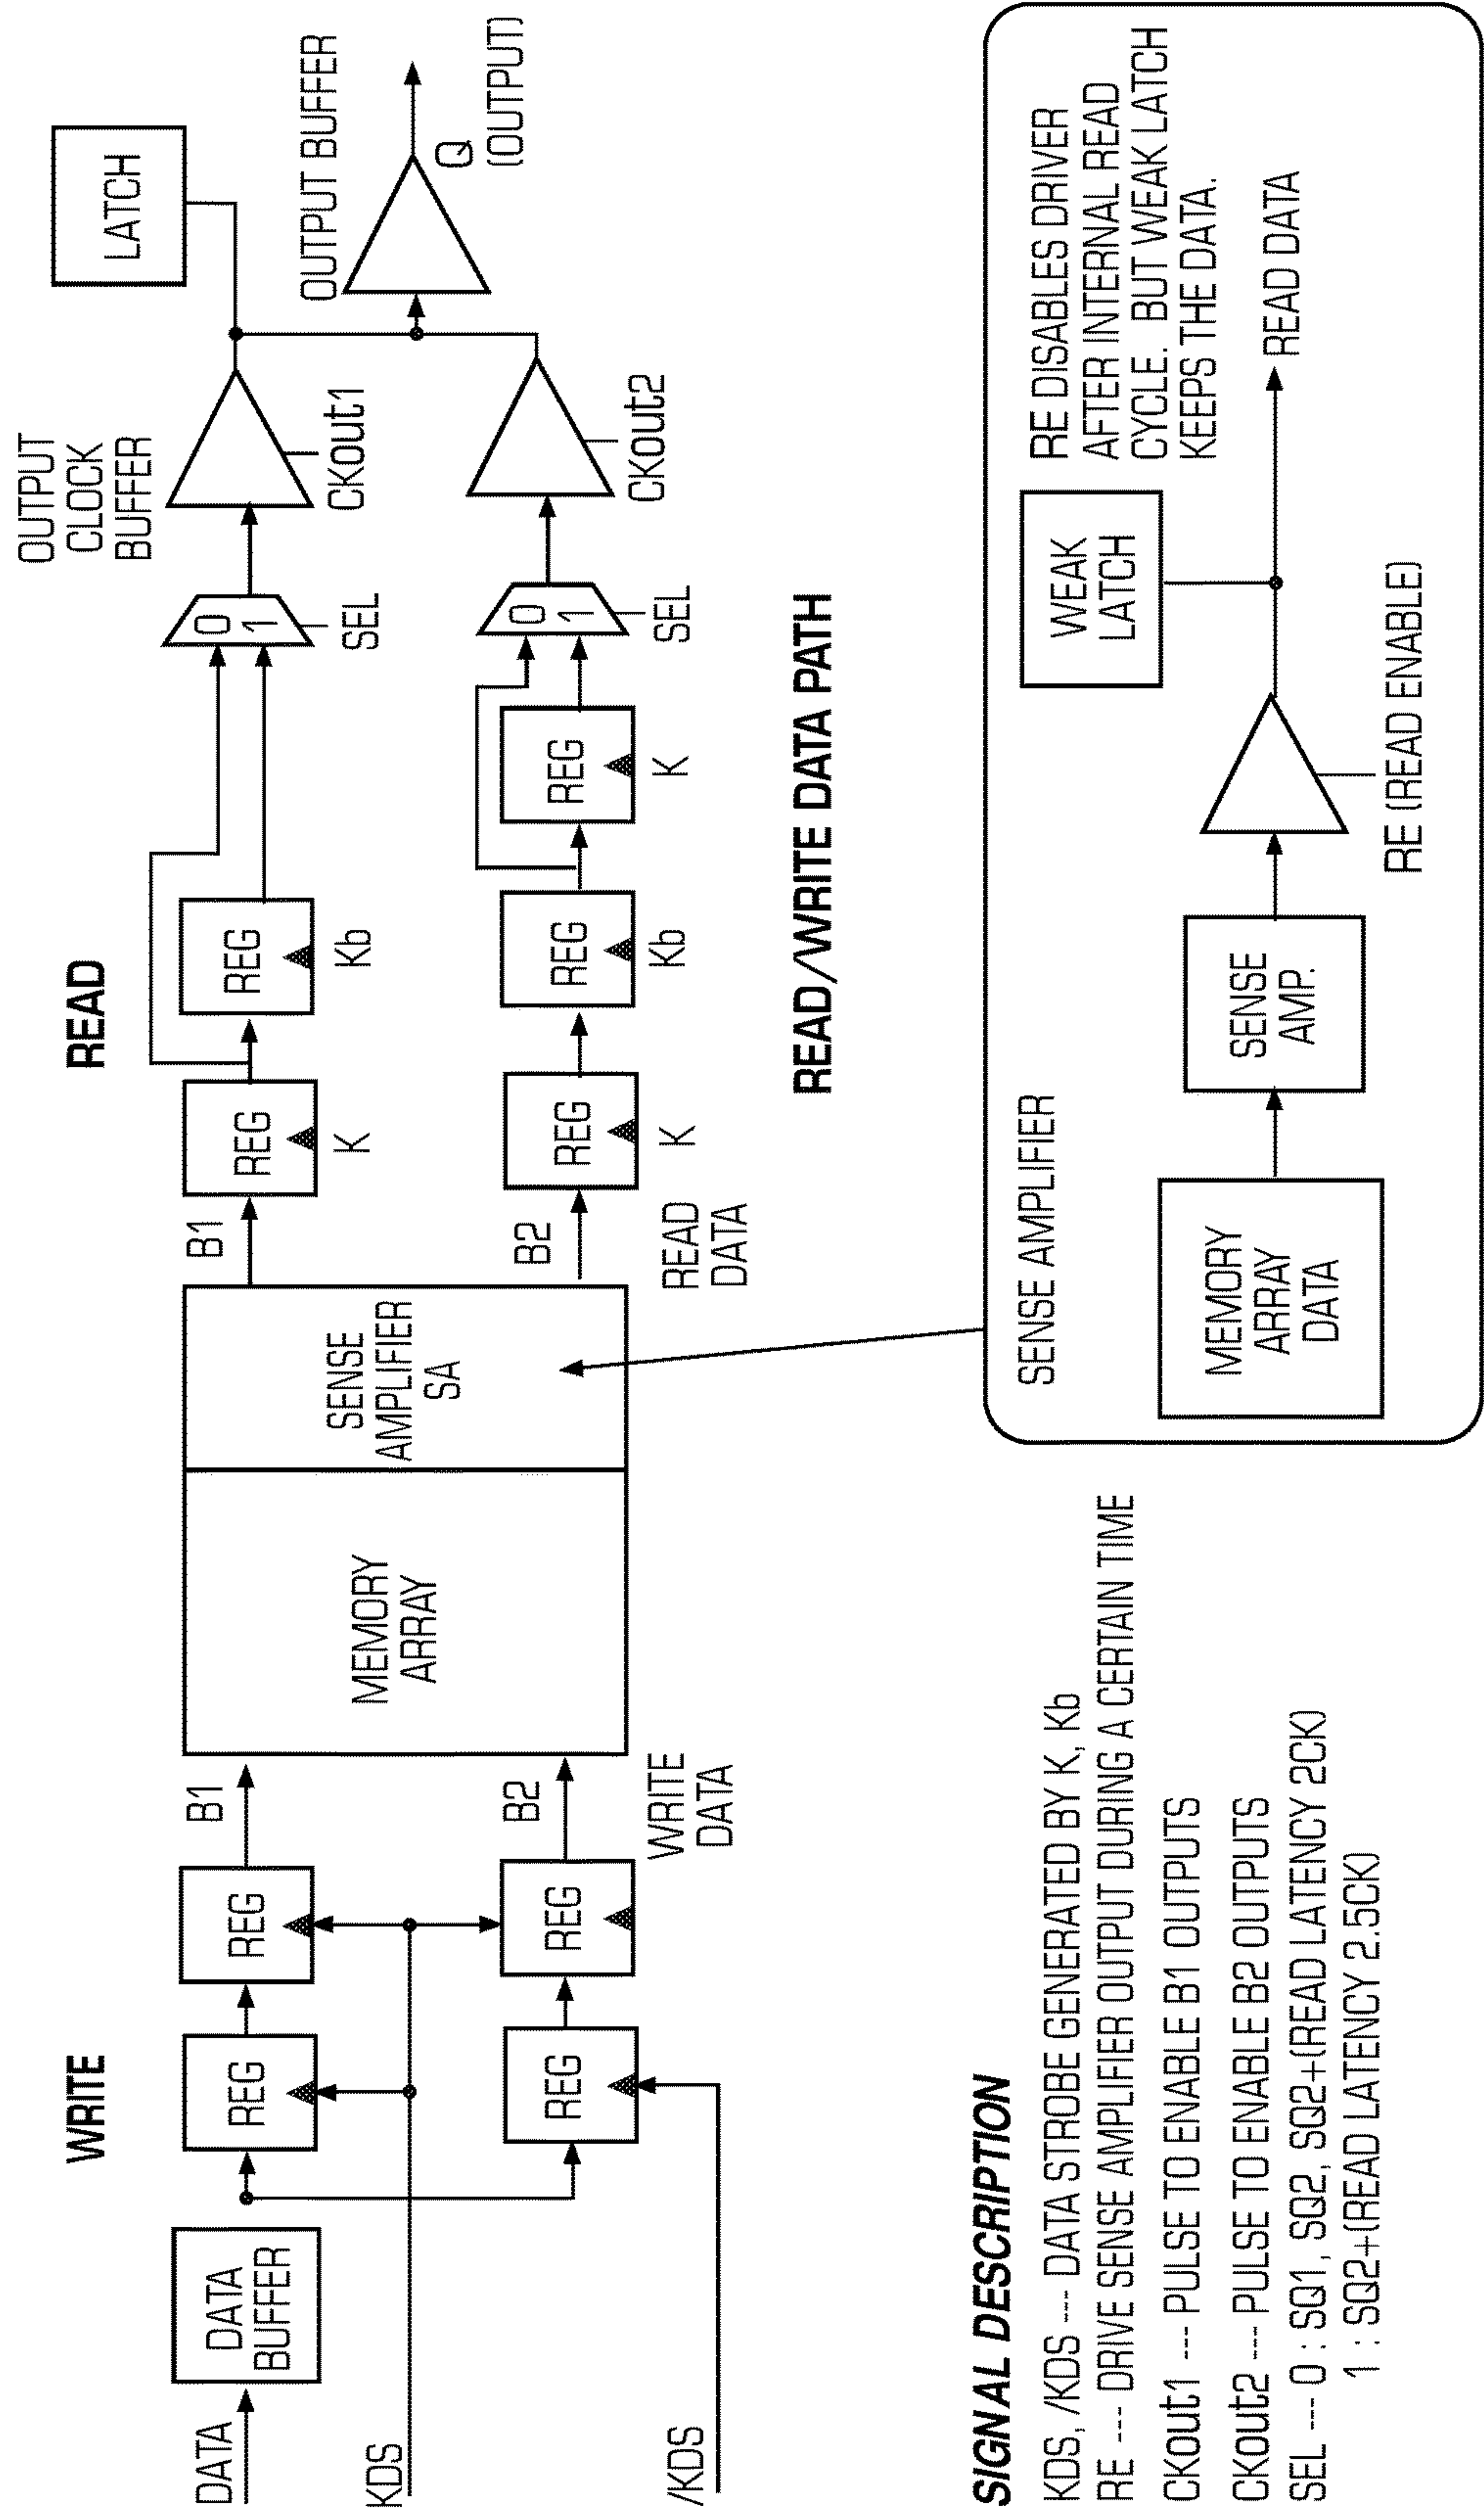 WRITE
DATA
DATA
BUFFER
REG
REG
B1
KDS
REG
REG
B2
/KDS
WRITE
DATA
MEMORY
ARRAY
SENSE
AMPLIFIER
SA
READ
B1
REG
K
REG
Kb
0
1
SEL
OUTPUT
CLOCK
BUFFER
CKout1
LATCH
OUTPUT BUFFER
Q
(OUTPUT)
B2
READ
DATA
REG
K
REG
Kb
REG
K
0
1
SEL
CKout2
READ/WRITE DATA PATH
SIGNAL DESCRIPTION
KDS, /KDS --- DATA STROBE GENERATED BY K, Kb
RE --- DRIVE SENSE AMPLIFIER OUTPUT DURING A CERTAIN TIME
CKout1 --- PULSE TO ENABLE B1 OUTPUTS
CKout2 --- PULSE TO ENABLE B2 OUTPUTS
SEL --- 0 : SQ1, SQ2, SQ2+(READ LATENCY 2CK)
1 : SQ2+(READ LATENCY 2.5CK)
SENSE AMPLIFIER
MEMORY
ARRAY
DATA
SENSE
AMP.
RE (READ ENABLE)
WEAK
LATCH
READ DATA
RE DISABLES DRIVER
AFTER INTERNAL READ
CYCLE. BUT WEAK LATCH
KEEPS THE DATA.